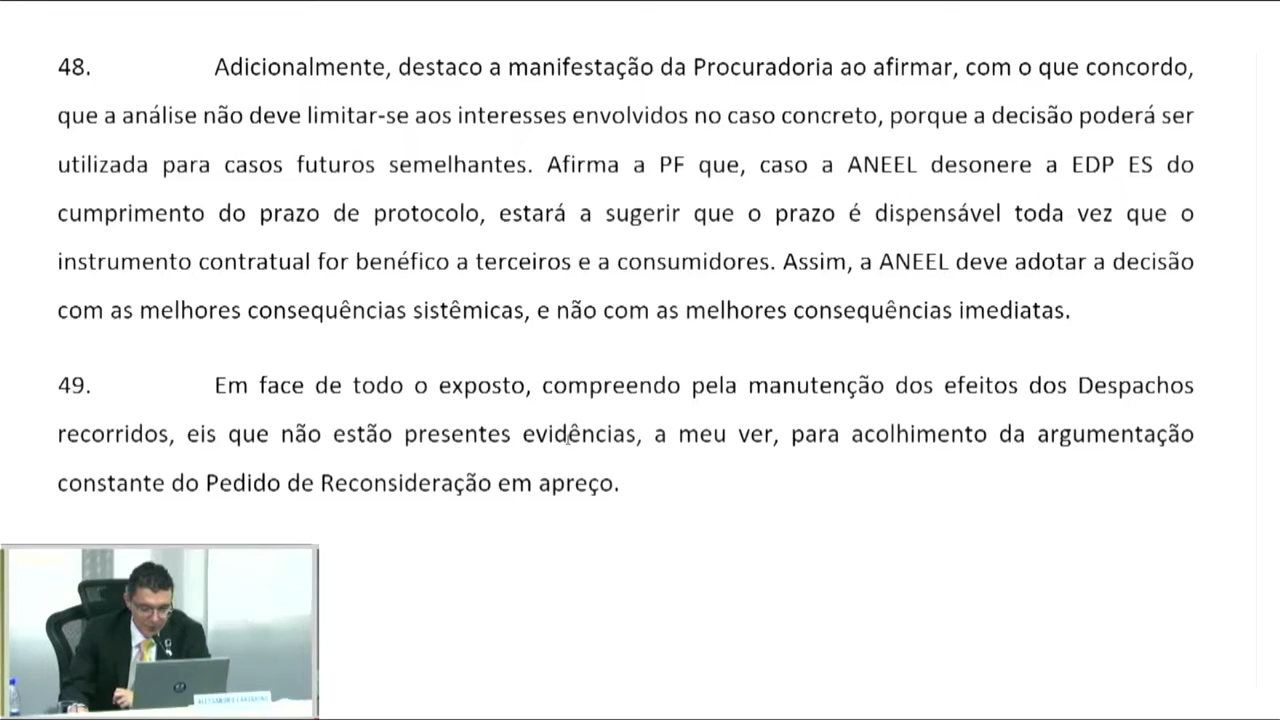 48. Adicionalmente, destaco a manifestação da Procuradoria ao afirmar, com o que concordo,
que a análise não deve limitar-se aos interesses envolvidos no caso concreto, porque a decisão poderá ser
utilizada para casos futuros semelhantes. Afirma a PF que, caso a ANEEL desonere a EDP ES do
cumprimento do prazo de protocolo, estará a sugerir que o prazo é dispensável toda vez que o
instrumento contratual for benéfico a terceiros e a consumidores. Assim, a ANEEL deve adotar a decisão
com as melhores consequências sistêmicas, e não com as melhores consequências imediatas.
49. Em face de todo o exposto, compreendo pela manutenção dos efeitos dos Despachos
recorridos, eis que não estão presentes evidências, a meu ver, para acolhimento da argumentação
constante do Pedido de Reconsideração em apreço.